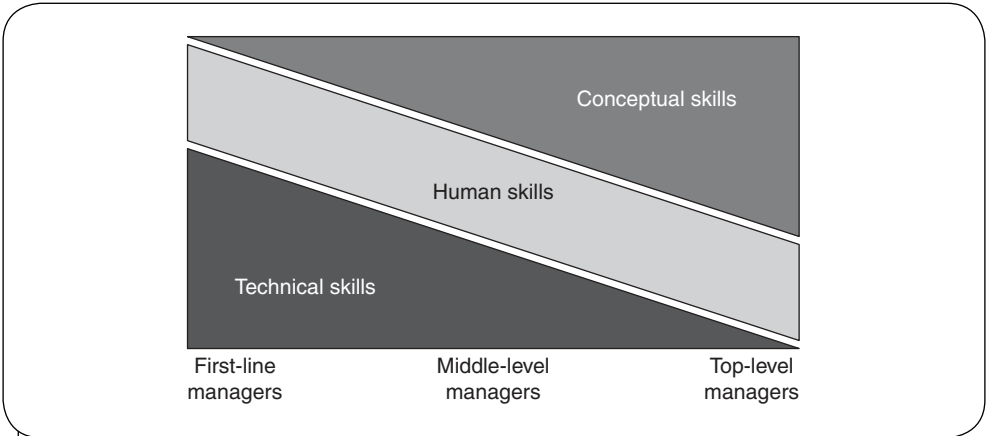 Conceptual skills
Human skills
Technical skills
First-line
managers
Middle-level
managers
Top-level
managers